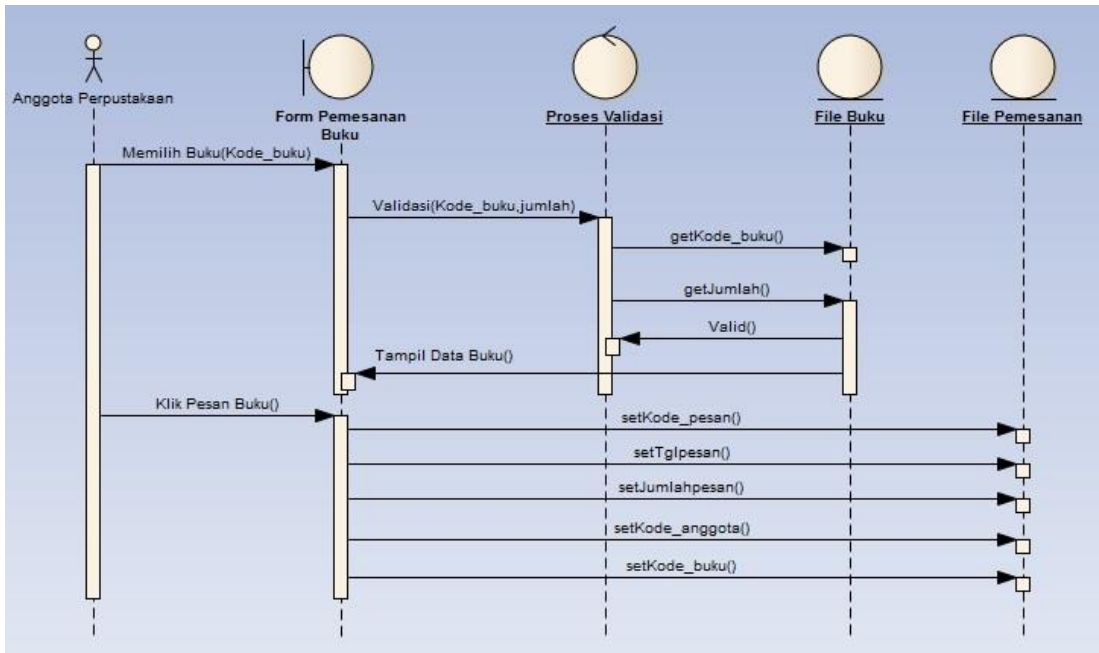 Anggota Perpustakaan
Form Pemesanan
Buku
Proses Validasi
File Buku
File Pemesanan
Memilih Buku(Kode_buku)
Validasi(Kode_buku,jumlah)
getKode_buku()
getJumlah()
Valid()
Tampil Data Buku()
Klik Pesan Buku()
setKode_pesan()
setTglpesan()
setJumlahpesan()
setKode_anggota()
setKode_buku()